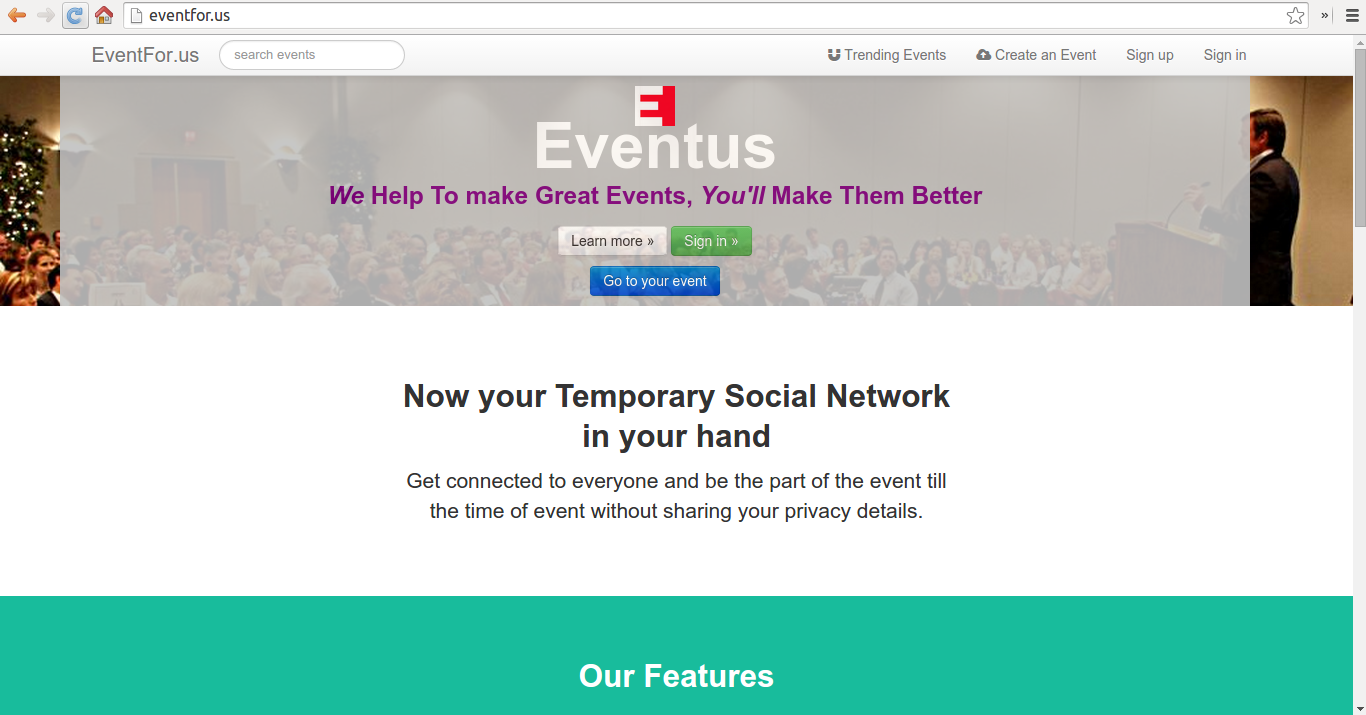 eventfor.us
»
EventFor.us
search events
Trending Events
Create an Event
Sign up
Sign in
E
Eventus
We Help To make Great Events, You'll Make Them Better
Learn more »
Sign in »
Go to your event
Now your Temporary Social Network
in your hand
Get connected to everyone and be the part of the event till
the time of event without sharing your privacy details.
Our Features